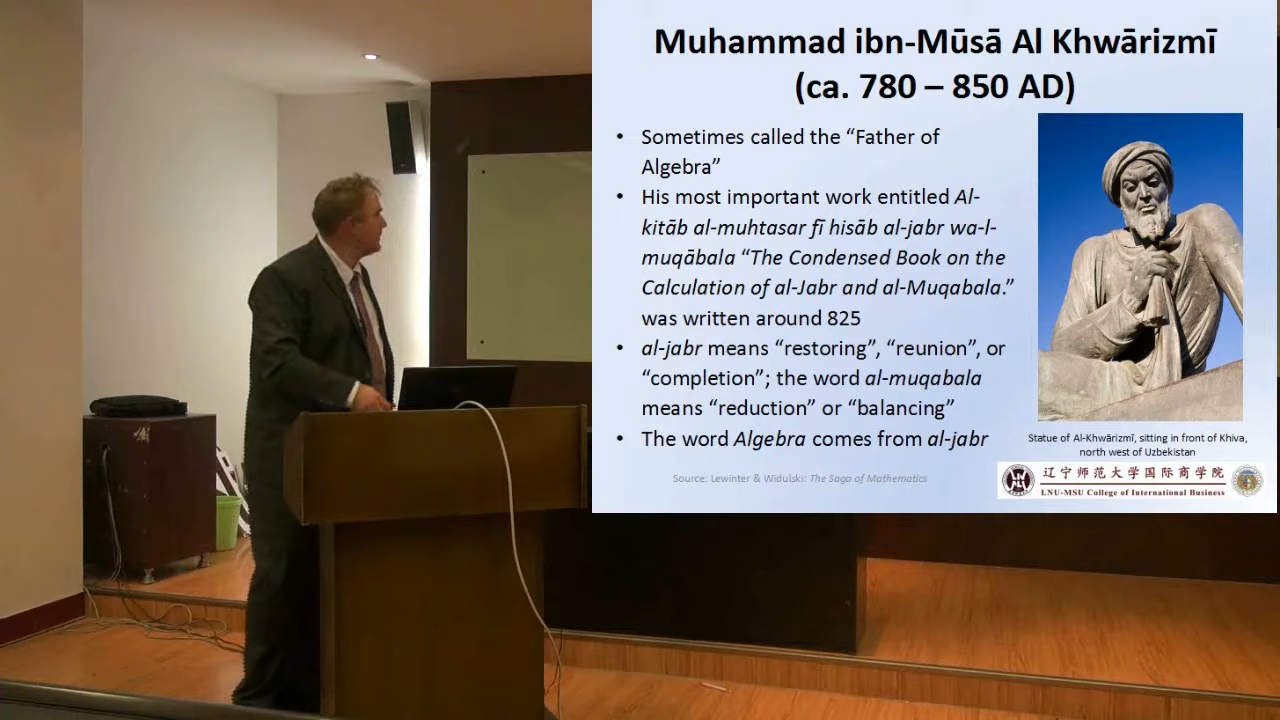 Muhammad ibn-Mūsā Al Khwārizmī
(ca. 780 – 850 AD)
• Sometimes called the “Father of
Algebra”
• His most important work entitled Al-
kitāb al-muhtasar fī hisāb al-jabr wa-l-
muqābala “The Condensed Book on the
Calculation of al-Jabr and al-Muqabala.”
was written around 825
• al-jabr means “restoring”, “reunion”, or
“completion”; the word al-muqabala
means “reduction” or “balancing”
• The word Algebra comes from al-jabr
Statue of Al-Khwārizmī, sitting in front of Khiva,
north west of Uzbekistan
Source: Lewinter & Widulski: The Saga of Mathematics
辽宁师范大学国际商学院
LNU-MSU College of International Business